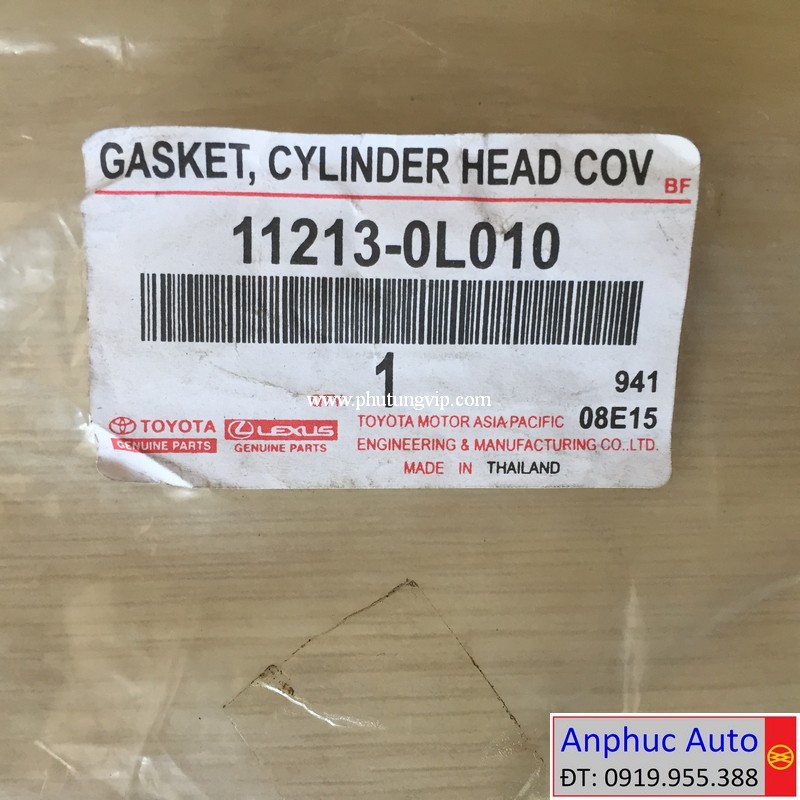 GASKET, CYLINDER HEAD COV BF
11213-0L010
1 941
www.phutungvip.com
TOYOTA LEXUS TOYOTA MOTOR ASIA PACIFIC 08E15
GENUINE PARTS GENUINE PARTS ENGINEERING & MANUFACTURING CO.,LTD.
MADE IN THAILAND
Anphuc Auto
ĐT: 0919.955.388